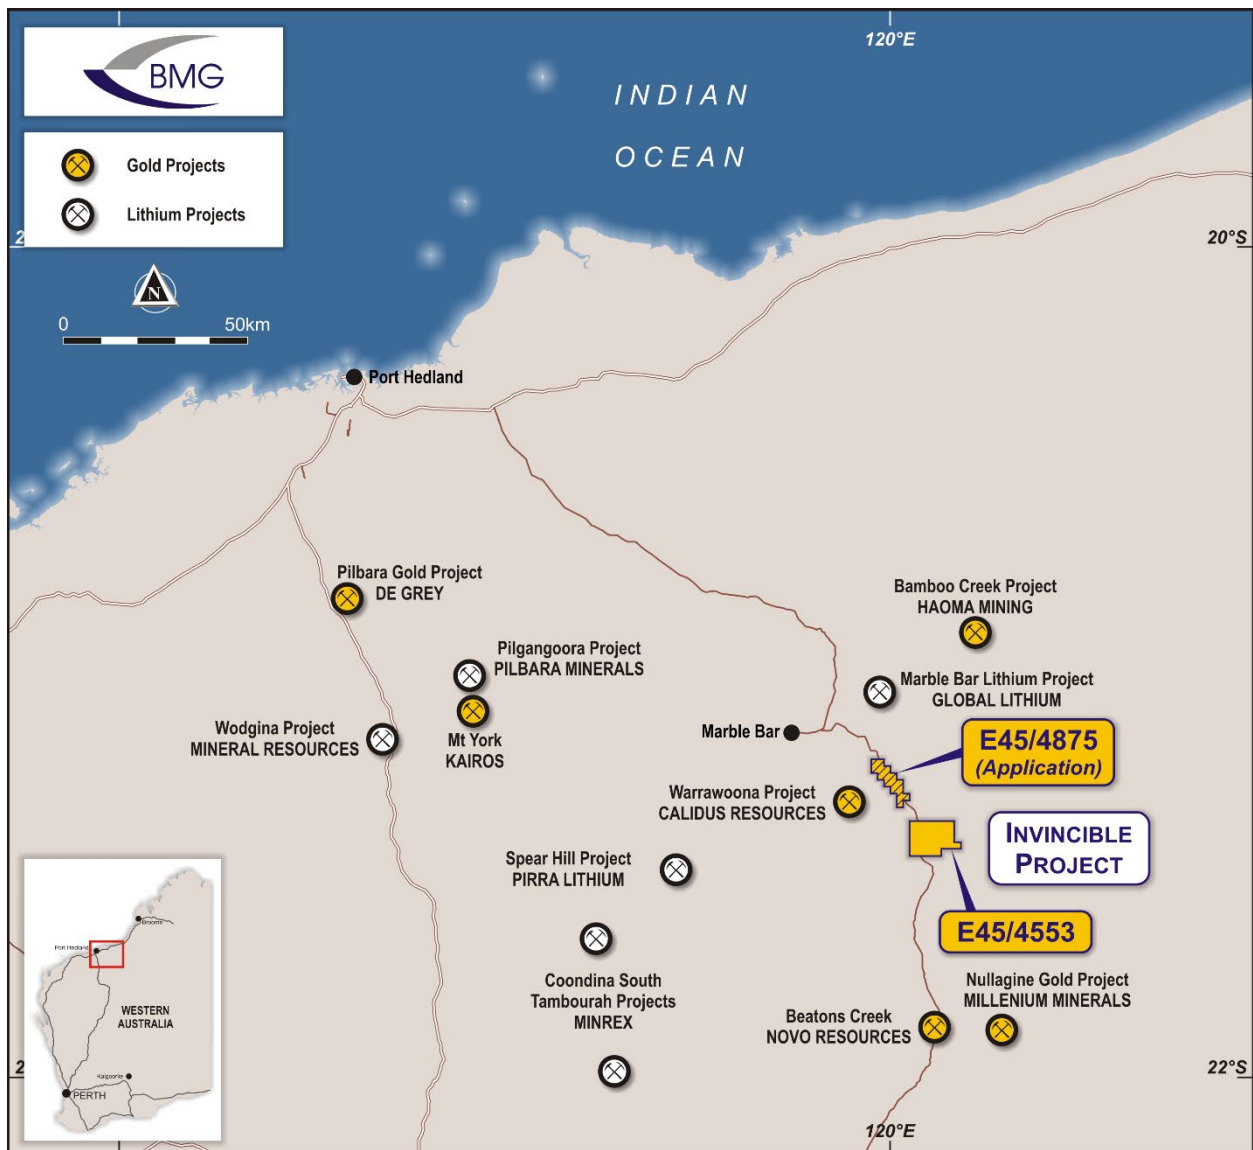 BMG
Gold Projects
Lithium Projects
N
0 50km
INDIAN
OCEAN
120°E
20°S
Port Hedland
Pilbara Gold Project
DE GREY
Pilgangoora Project
PILBARA MINERALS
Mt York
KAIROS
Wodgina Project
MINERAL RESOURCES
Bamboo Creek Project
HAOMA MINING
Marble Bar Lithium Project
GLOBAL LITHIUM
Marble Bar
E45/4875
(Application)
Warrawoona Project
CALIDUS RESOURCES
INVINCIBLE
PROJECT
Spear Hill Project
PIRRA LITHIUM
E45/4553
Coondina South
Tambourah Projects
MINREX
Nullagine Gold Project
MILLENIUM MINERALS
Beatons Creek
NOVO RESOURCES
22°S
120°E
Broome
Port Hedland
WESTERN
AUSTRALIA
Kalgoorlie
PERTH